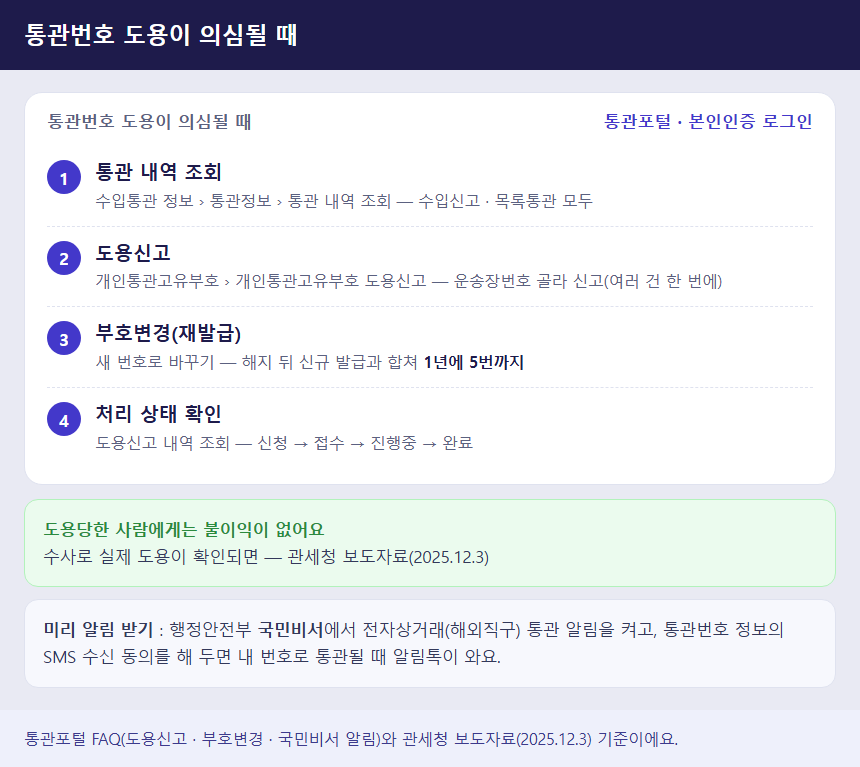 통관번호 도용이 의심될 때
통관번호 도용이 의심될 때
통관포털 · 본인인증 로그인
1
통관 내역 조회
수입통관 정보 › 통관정보 › 통관 내역 조회 — 수입신고 · 목록통관 모두
2
도용신고
개인통관고유부호 › 개인통관고유부호 도용신고 — 운송장번호 골라 신고(여러 건 한 번에)
3
부호변경(재발급)
새 번호로 바꾸기 — 해지 뒤 신규 발급과 합쳐 1년에 5번까지
4
처리 상태 확인
도용신고 내역 조회 — 신청 → 접수 → 진행중 → 완료
도용당한 사람에게는 불이익이 없어요
수사로 실제 도용이 확인되면 — 관세청 보도자료(2025.12.3)
미리 알림 받기 : 행정안전부 국민비서에서 전자상거래(해외직구) 통관 알림을 켜고, 통관번호 정보의
SMS 수신 동의를 해 두면 내 번호로 통관될 때 알림톡이 와요.
통관포털 FAQ(도용신고 · 부호변경 · 국민비서 알림)와 관세청 보도자료(2025.12.3) 기준이에요.